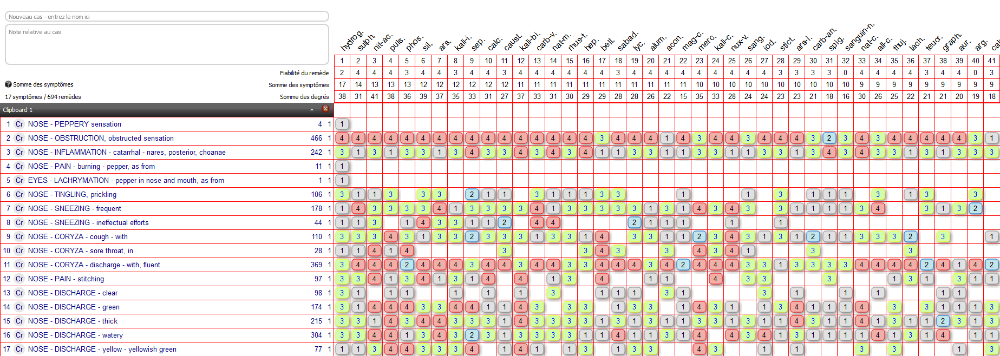 Nouveau cas - entrez le nom ici
Note relative au cas
hydrog. sulph. nit-ac. puls. phos. sil. ars. kali-i. sep. calc. caust. kali-bi. carb-v. nat-m. rhus-t. hep. bell. sabad. lyc. alum. acon. mag-c. merc. kali-c. nux-v. sang. iod. stict. ars-i. carb-an. spig. sanguin-n. nat-c. all-c. thuj. lach. teucr. graph. aur. arg.
1 2 3 4 5 6 7 8 9 10 11 12 13 14 15 16 17 18 19 20 21 22 23 24 25 26 27 28 29 30 31 32 33 34 35 36 37 38 39 40 41
Fiabilité du remède 2 4 4 4 3 4 4 3 4 4 3 4 4 4 4 4 4 3 4 4 4 4 4 4 4 4 4 3 3 3 3 0 4 4 4 4 3 4 4 0 3
Somme des symptômes Somme des symptômes 17 14 13 13 13 12 12 12 12 12 12 11 11 11 11 11 11 11 11 11 11 11 10 10 10 10 10 10 10 10 10 10 9 9 9 9 9 9 9 9 9
17 symptômes / 694 remèdes Somme des degrés 38 31 41 38 36 39 37 35 33 31 27 37 33 31 30 29 29 28 28 26 22 15 35 33 28 24 24 23 23 21 18 16 30 26 25 22 21 21 20 19 18
Clipboard 1
1 Cr NOSE - PEPPERY sensation 4 1 1
2 Cr NOSE - OBSTRUCTION, obstructed sensation 466 1 4 4 4 4 4 4 4 4 4 4 4 4 4 4 4 4 3 4 4 4 1 4 3 4 4 3 4 4 4 3 2 3 4 3 4 4 4 4 4 3 1
3 Cr NOSE - INFLAMMATION - catarrhal - nares, posterior, choanae 242 1 3 1 3 1 3 3 1 3 4 3 3 4 3 4 3 4 1 1 3 3 1 1 3 3 1 1 3 3 1 3 4 3 4 3 3 1 3 1 3 3 3
4 Cr NOSE - PAIN - burning - pepper, as from 11 1 1
5 Cr EYES - LACHRYMATION - pepper in nose and mouth, as from 1 1 1
6 Cr NOSE - TINGLING, prickling 106 1 3 1 1 3 3 3 2 1 1 3 1 1 1 3 3 1 1 3 1 1 1 3 1 3 3
7 Cr NOSE - SNEEZING - frequent 178 1 1 4 3 3 3 3 4 1 3 3 3 3 4 1 3 3 3 3 3 1 3 1 4 3 4 3 3 1 1 1 1 3 4 3 1 3 2
8 Cr NOSE - SNEEZING - ineffectual efforts 44 1 1 1 3 1 4 3 3 1 1 2 4 4 2 1 1 1 1 1
9 Cr NOSE - CORYZA - cough - with 110 1 3 3 3 4 3 1 3 3 2 3 3 3 1 3 3 1 4 3 3 1 1 2 3 4 3 1 3 1 2 1 1 3 3 3 2 3 1
10 Cr NOSE - CORYZA - sore throat, in 28 1 1 1 4 1 4 3 3 4 3 3 4 3 4 1 3 3
11 Cr NOSE - CORYZA - discharge - with, fluent 369 1 3 4 4 4 2 4 4 4 3 4 4 3 4 4 3 3 4 4 4 3 4 2 4 4 4 3 3 1 3 3 3 3 4 4 4 4 2 4 1 4 2
12 Cr NOSE - PAIN - stitching 97 1 3 3 4 1 3 4 1 3 1 4 4 1 3 4 1 1 4 3 3 3 1 3 1 3 1 1
13 Cr NOSE - DISCHARGE - clear 98 1 3 1 1 1 1 1 1 3 1 1 1 3 1 3 1 1 1 1 1
14 Cr NOSE - DISCHARGE - green 174 1 3 1 4 4 4 3 3 4 4 1 1 4 3 3 3 1 3 3 1 4 3 1 1 3 4 1 1 1 4 3 3 1 1 1 3
15 Cr NOSE - DISCHARGE - thick 215 1 3 3 1 4 3 4 4 3 3 3 1 4 3 3 3 3 1 3 1 3 1 1 3 3 1 3 1 1 4 3 1 1 4 1 3 1 1 2 3 1 3
16 Cr NOSE - DISCHARGE - watery 304 1 3 3 4 4 1 3 4 3 2 3 1 3 3 3 3 1 1 4 1 1 3 1 4 4 3 4 1 3 1 1 1 1 4 1 3 1 4 1 1
17 Cr NOSE - DISCHARGE - yellow - yellowish green 77 1 1 1 3 4 4 3 3 3 4 1 4 1 1 3 1 3 3 4 3 1 1 3 3 1 3